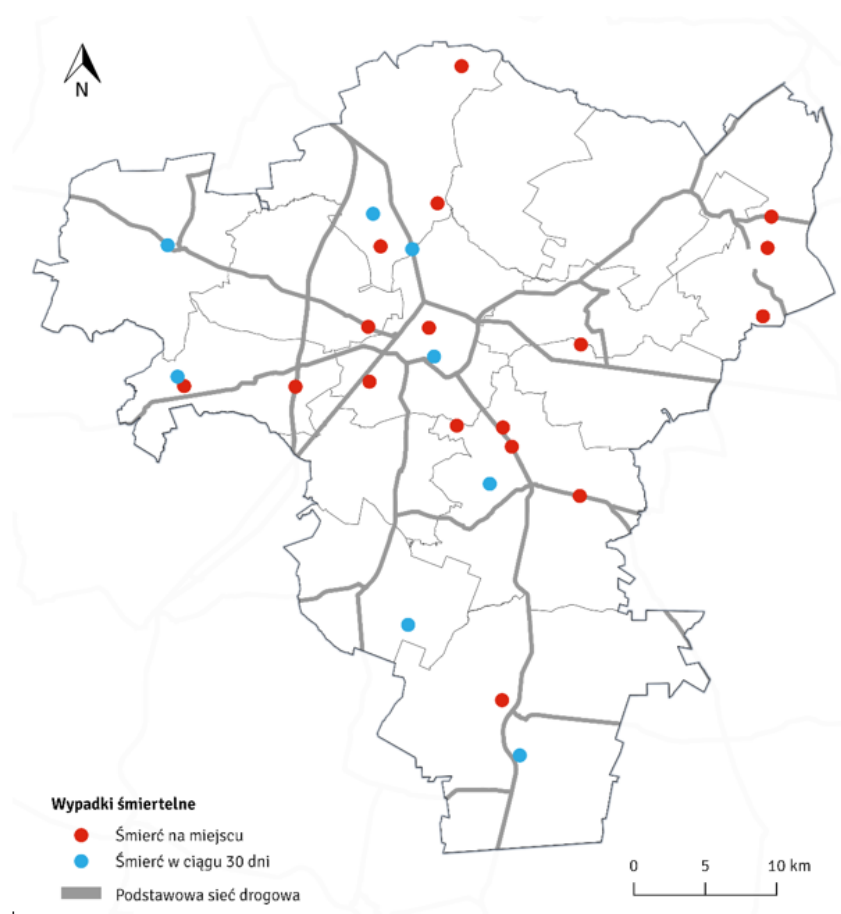 N
Wypadki śmiertelne
Śmierć na miejscu
Śmierć w ciągu 30 dni
Podstawowa sieć drogowa
0 5 10 km